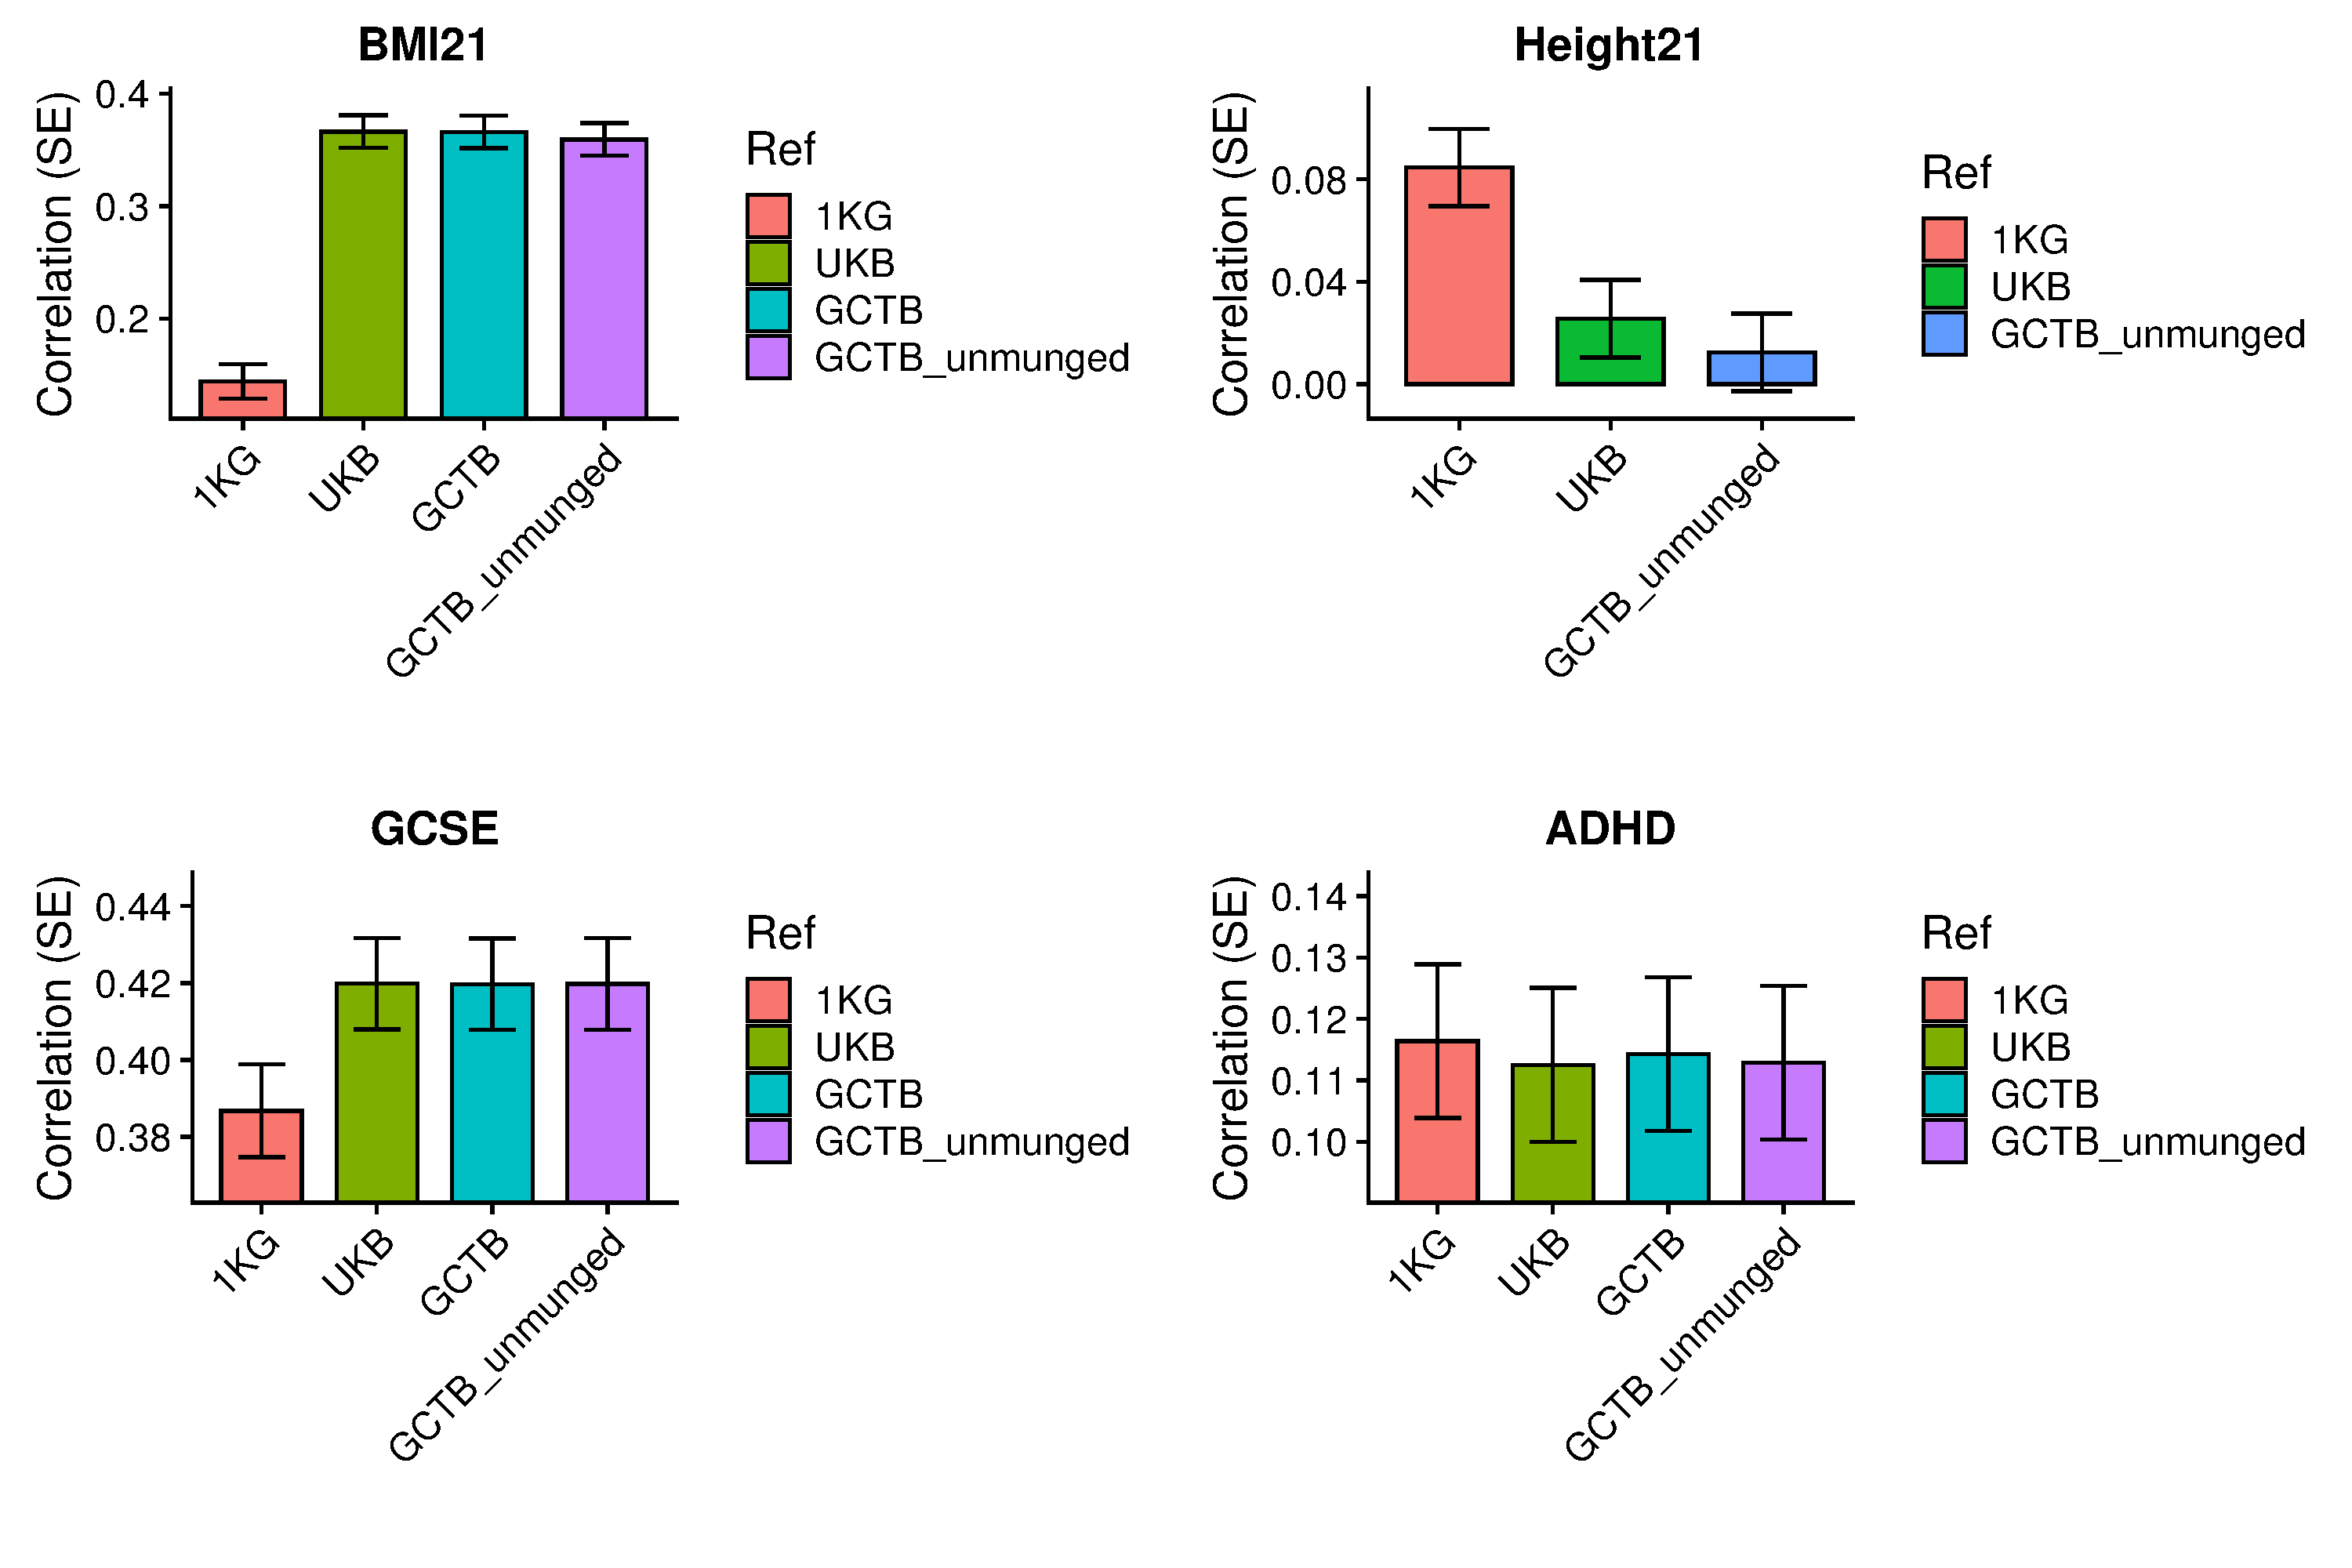 BMI21
Correlation (SE)
0.4
0.3
0.2
1KG
UKB
GCTB
GCTB_unmunged
Ref
1KG
UKB
GCTB
GCTB_unmunged
Height21
Correlation (SE)
0.08
0.04
0.00
1KG
UKB
GCTB_unmunged
Ref
1KG
UKB
GCTB_unmunged
GCSE
Correlation (SE)
0.44
0.42
0.40
0.38
1KG
UKB
GCTB
GCTB_unmunged
Ref
1KG
UKB
GCTB
GCTB_unmunged
ADHD
Correlation (SE)
0.14
0.13
0.12
0.11
0.10
1KG
UKB
GCTB
GCTB_unmunged
Ref
1KG
UKB
GCTB
GCTB_unmunged